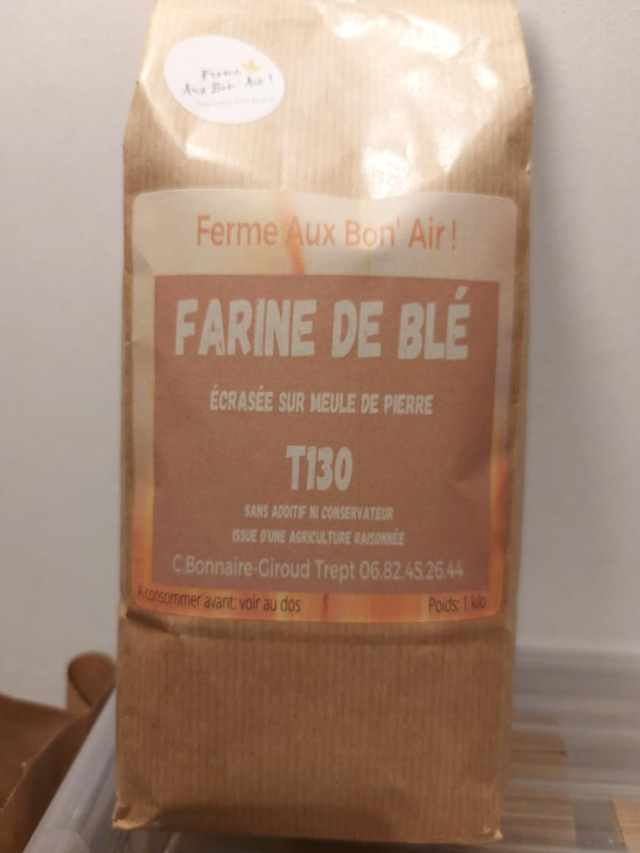 Ferme
Aux Bon' Air !
Ferme Aux Bon' Air !
FARINE DE BLÉ
ÉCRASÉE SUR MEULE DE PIERRE
T130
SANS ADDITIF NI CONSERVATEUR
ISSUE D'UNE AGRICULTURE RAISONNÉE
C.Bonnaire-Giroud Trept 06.82.45.26.44
A consommer avant: voir au dos Poids: 1 kilo